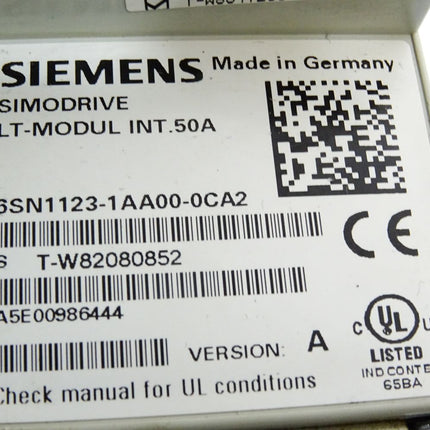 SIEMENS Made in Germany
SIMODRIVE
LT-MODUL INT.50A
6SN1123-1AA00-0CA2
S T-W82080852
A5E00986444
VERSION: A
C UL US
LISTED
IND CONT
65BA
Check manual for UL conditions